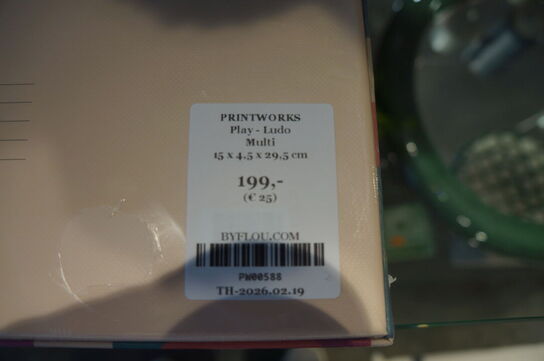 PRINTWORKS
Play - Ludo
Multi
15 x 4,5 x 29,5 cm
199,-
(€ 25)
BYFLOU.COM
PW00588
TH-2026.02.19